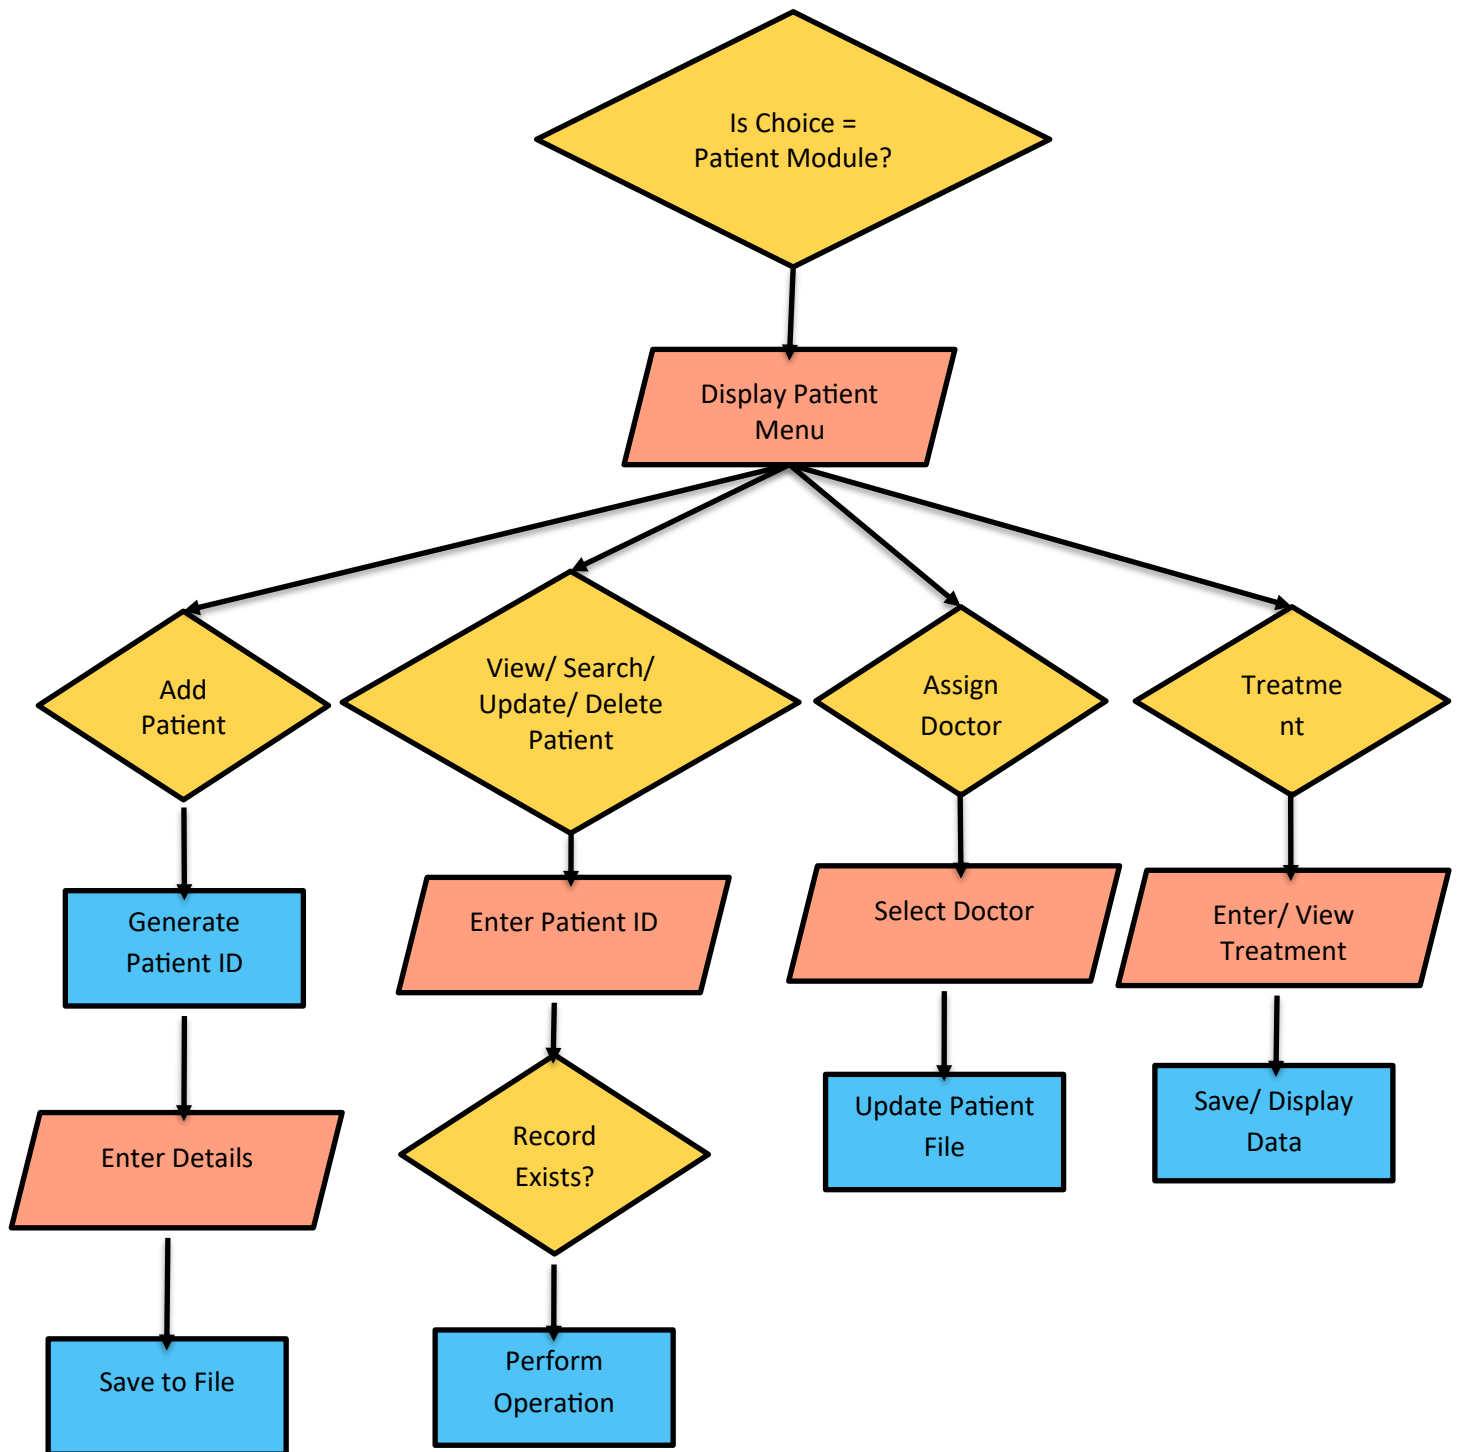 Is Choice =
Patient Module?
Display Patient
Menu
Add
Patient
View/ Search/
Update/ Delete
Patient
Assign
Doctor
Treatme
nt
Generate
Patient ID
Enter Patient ID
Select Doctor
Enter/ View
Treatment
Enter Details
Record
Exists?
Update Patient
File
Save/ Display
Data
Save to File
Perform
Operation